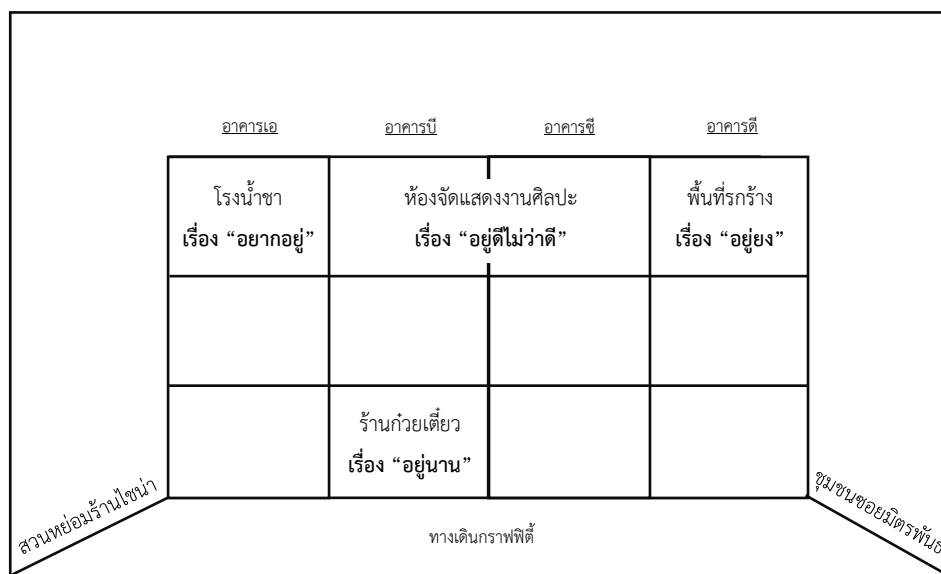 อาคารเอ
อาคารบี
อาคารซี
อาคารดี
โรงน้ำชา
เรื่อง “อยากอยู่”
ห้องจัดแสดงงานศิลปะ
เรื่อง “อยู่ดีไม่ว่าดี”
พื้นที่รกร้าง
เรื่อง “อยู่ยง”
ร้านก๋วยเตี๋ยว
เรื่อง “อยู่นาน”
สวนหย่อมร้านไชน่า
ทางเดินกราฟฟิตี้
ชุมชนซอยมิตรพันธ์